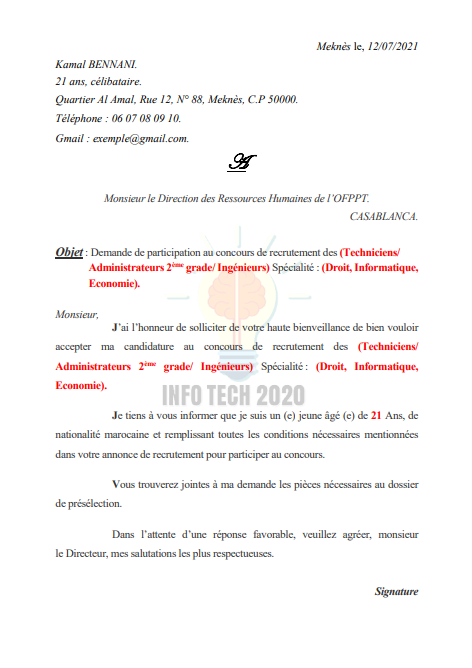 Meknès le, 12/07/2021
Kamal BENNANI.
21 ans, célibataire.
Quartier Al Amal, Rue 12, N° 88, Meknès, C.P 50000.
Téléphone : 06 07 08 09 10.
Gmail : exemple@gmail.com.
A
Monsieur le Direction des Ressources Humaines de l'OFPPT.
CASABLANCA.
Objet : Demande de participation au concours de recrutement des (Techniciens/
Administrateurs 2ème grade/ Ingénieurs) Spécialité : (Droit, Informatique,
Economie).
Monsieur,
J'ai l'honneur de solliciter de votre haute bienveillance de bien vouloir
accepter ma candidature au concours de recrutement des (Techniciens/
Administrateurs 2ème grade/ Ingénieurs) Spécialité : (Droit, Informatique,
Economie).
INFO TECH 2020
Je tiens à vous informer que je suis un (e) jeune âgé (e) de 21 Ans, de
nationalité marocaine et remplissant toutes les conditions nécessaires mentionnées
dans votre annonce de recrutement pour participer au concours.
Vous trouverez jointes à ma demande les pièces nécessaires au dossier
de présélection.
Dans l'attente d'une réponse favorable, veuillez agréer, monsieur
le Directeur, mes salutations les plus respectueuses.
Signature